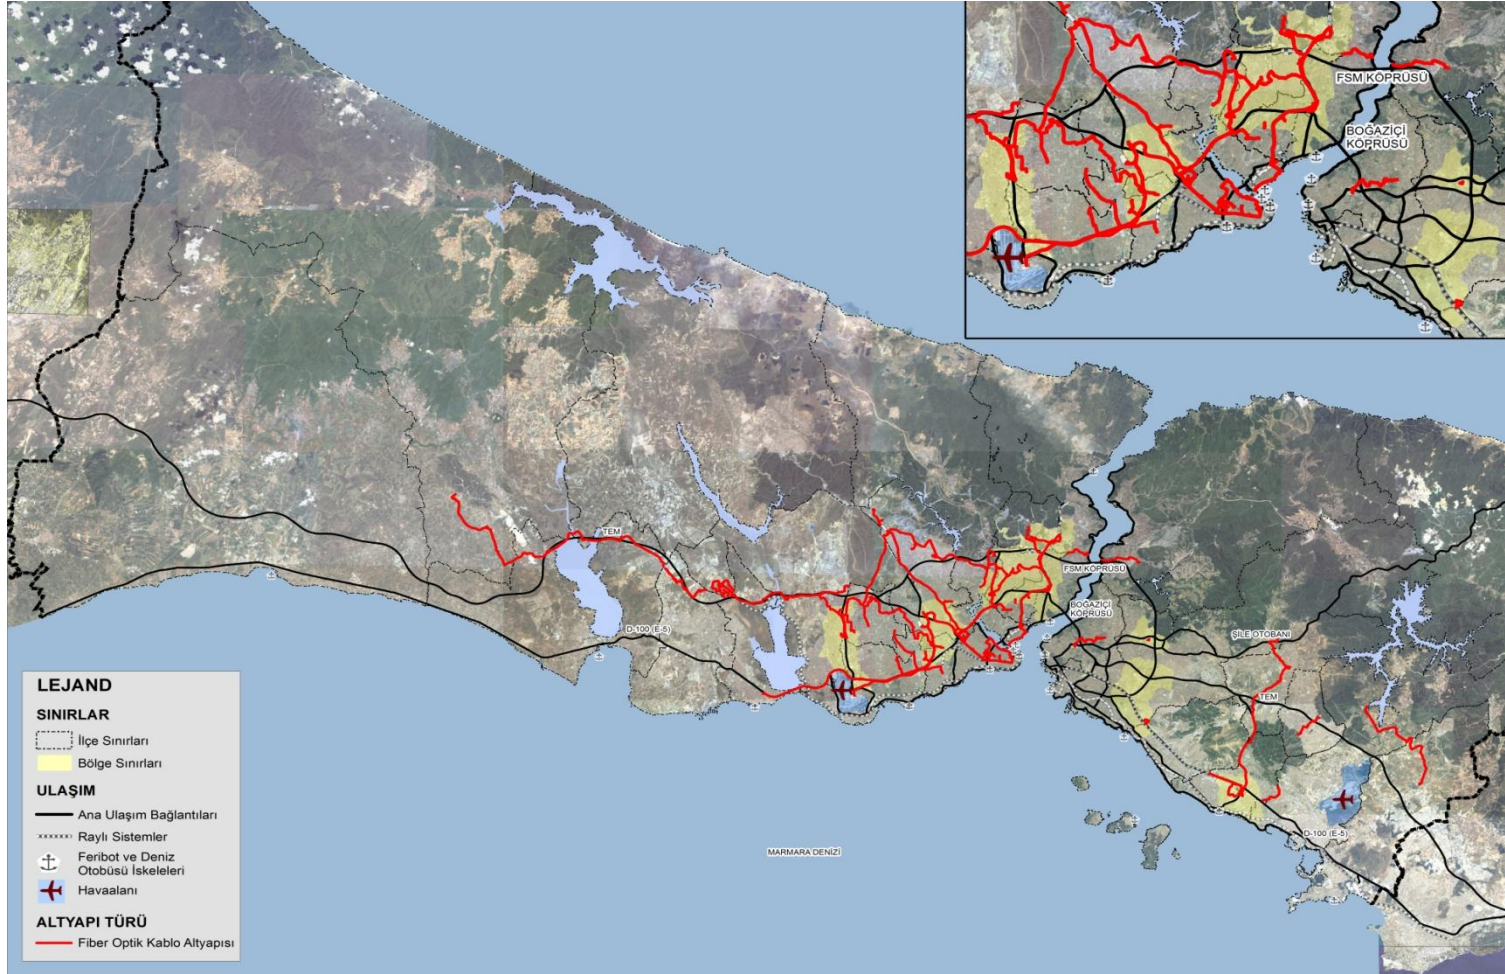 FSM KÖPRÜSÜ
BOĞAZİÇİ
KÖPRÜSÜ
TEM
FSM KÖPRÜSÜ
BOĞAZİÇİ
KÖPRÜSÜ
D-100 (E-5)
ŞİLE OTOBANI
TEM
D-100 (E-5)
MARMARA DENİZİ
LEJAND
SINIRLAR
İlçe Sınırları
Bölge Sınırları
ULAŞIM
Ana Ulaşım Bağlantıları
Raylı Sistemler
Feribot ve Deniz
Otobüsü İskeleleri
Havaalanı
ALTYAPI TÜRÜ
Fiber Optik Kablo Altyapısı